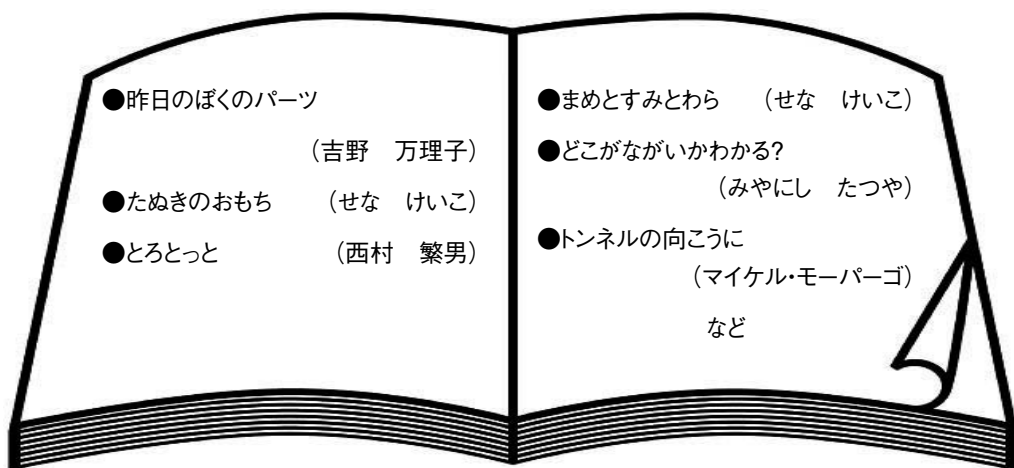 ●昨日のぼくのパーツ
(吉野　万理子)
●たぬきのおもち　　(せな　けいこ)
●とろとっと　　　　(西村　繁男)
●まめとすみとわら　　(せな　けいこ)
●どこがながいかわかる?
(みやにし　たつや)
●トンネルの向こうに
(マイケル・モーパーゴ)
など